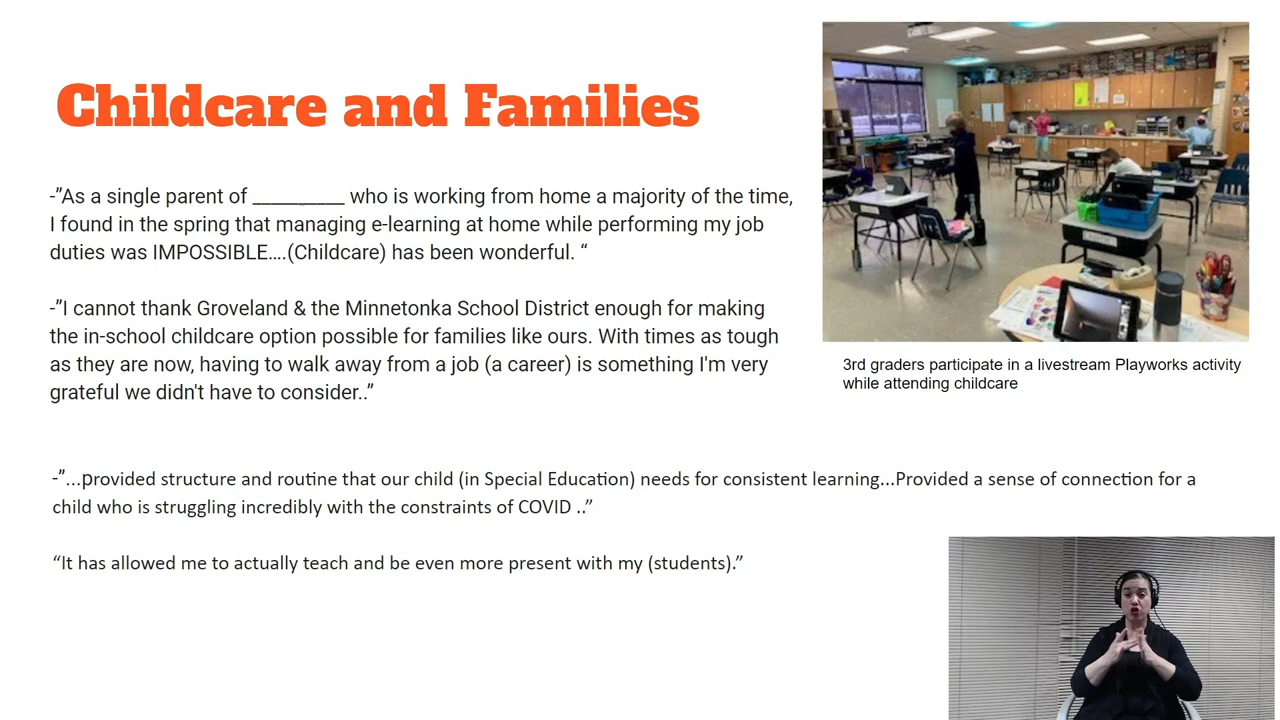 Childcare and Families
-”As a single parent of __________ who is working from home a majority of the time,
I found in the spring that managing e-learning at home while performing my job
duties was IMPOSSIBLE....(Childcare) has been wonderful. “
-”I cannot thank Groveland & the Minnetonka School District enough for making
the in-school childcare option possible for families like ours. With times as tough
as they are now, having to walk away from a job (a career) is something I'm very
grateful we didn't have to consider..”
3rd graders participate in a livestream Playworks activity
while attending childcare
-”...provided structure and routine that our child (in Special Education) needs for consistent learning...Provided a sense of connection for a
child who is struggling incredibly with the constraints of COVID ..”
“It has allowed me to actually teach and be even more present with my (students).”